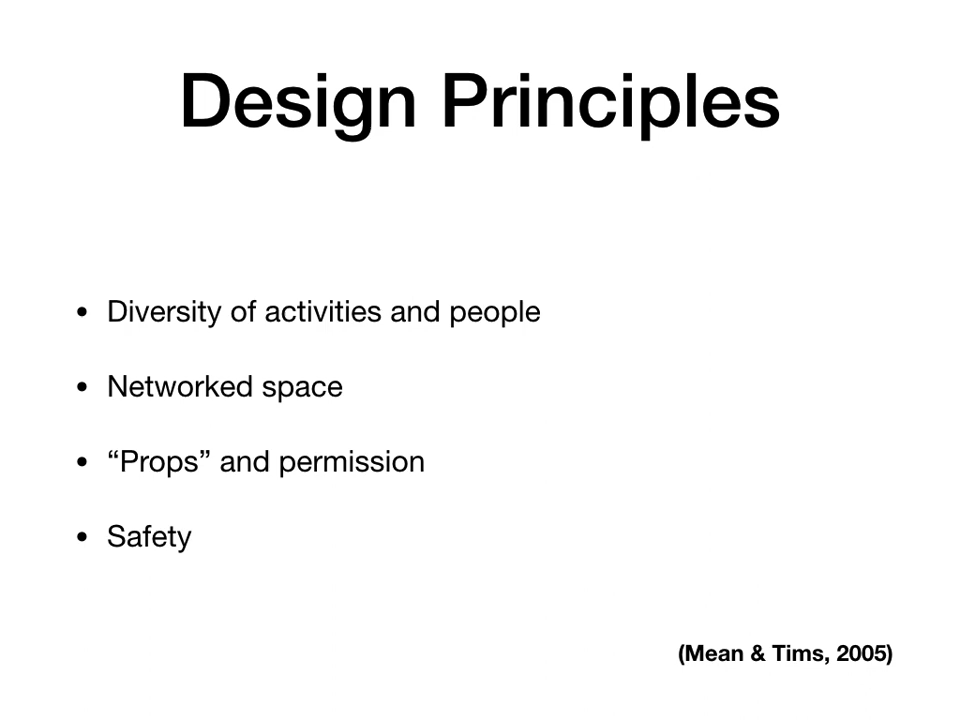 Design Principles
• Diversity of activities and people
• Networked space
• “Props” and permission
• Safety
(Mean & Tims, 2005)